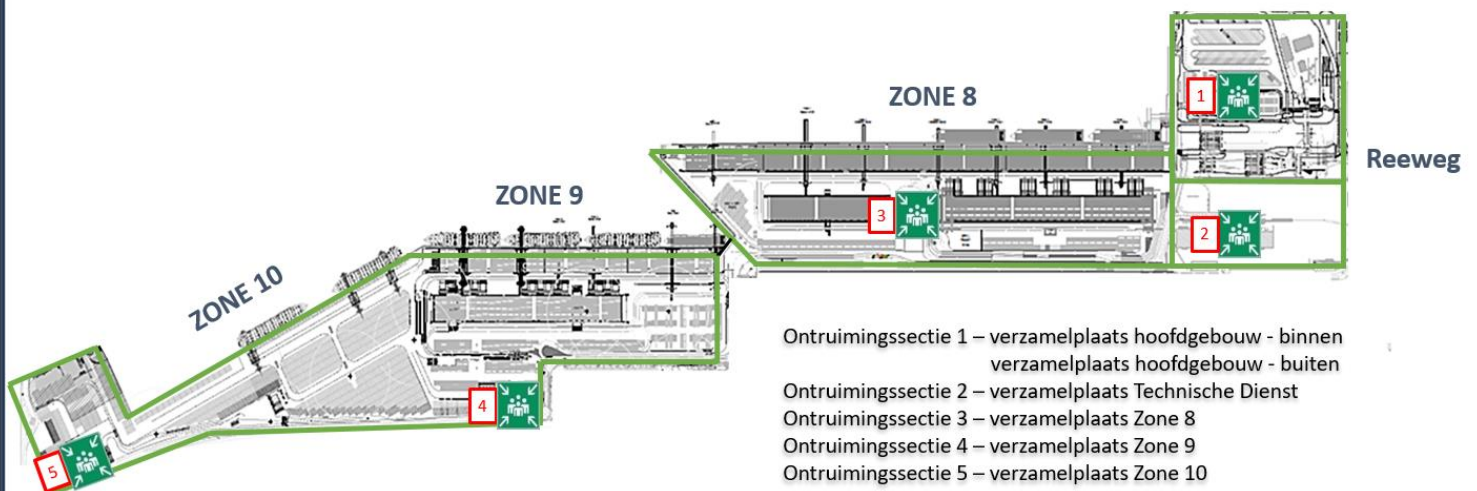 ZONE 8
1
Reeweg
ZONE 9
3
2
ZONE 10
4
5
Ontruimingssectie 1 – verzamelplaats hoofdgebouw - binnen
verzamelplaats hoofdgebouw - buiten
Ontruimingssectie 2 – verzamelplaats Technische Dienst
Ontruimingssectie 3 – verzamelplaats Zone 8
Ontruimingssectie 4 – verzamelplaats Zone 9
Ontruimingssectie 5 – verzamelplaats Zone 10